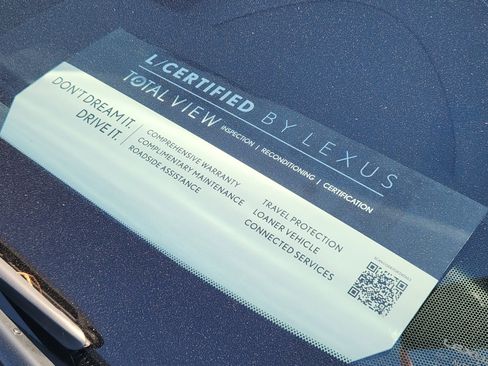 L/CERTIFIED BY LEXUS
TOTAL VIEW INSPECTION | RECONDITIONING | CERTIFICATION
DON'T DREAM IT.
DRIVE IT.
COMPREHENSIVE WARRANTY
COMPLIMENTARY MAINTENANCE
ROADSIDE ASSISTANCE
TRAVEL PROTECTION
LOANER VEHICLE
CONNECTED SERVICES